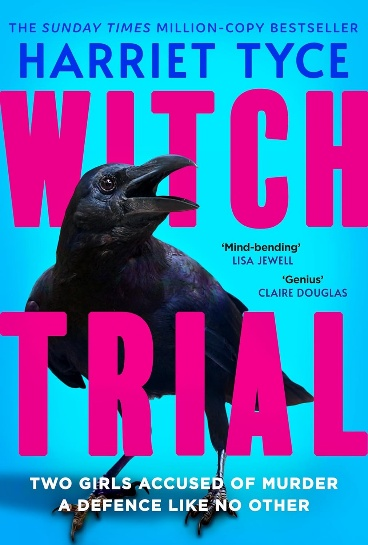 THE SUNDAY TIMES MILLION-COPY BESTSELLER
HARRIET TYCE
WITCH
'Mind-bending'
LISA JEWELL
'Genius'
CLAIRE DOUGLAS
TRIAL
TWO GIRLS ACCUSED OF MURDER
A DEFENCE LIKE NO OTHER